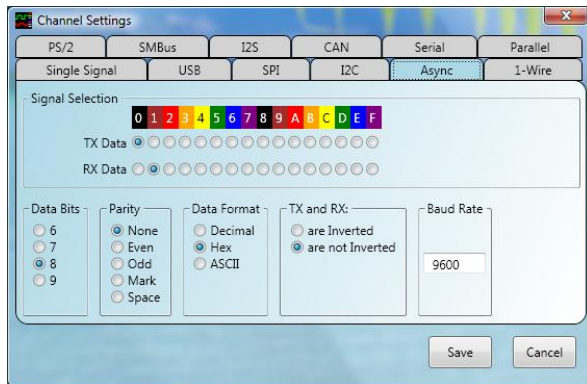 Channel Settings
PS/2 SMBus I2S CAN Serial Parallel
Single Signal USB SPI I2C Async 1-Wire
Signal Selection
0 1 2 3 4 5 6 7 8 9 A B C D E F
TX Data
RX Data
Data Bits
6
7
8
9
Parity
None
Even
Odd
Mark
Space
Data Format
Decimal
Hex
ASCII
TX and RX:
are Inverted
are not Inverted
Baud Rate
9600
Save Cancel